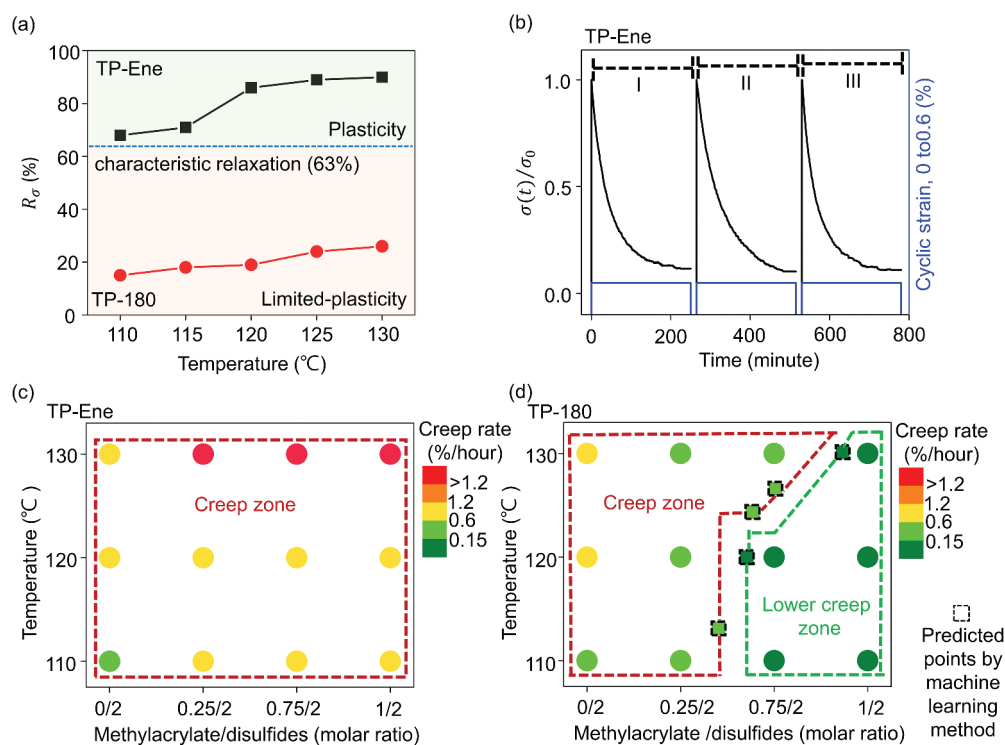 (a)
TP-Ene
Plasticity
characteristic relaxation (63%)
TP-180
Limited-plasticity
Rσ (%)
100
80
60
40
20
0
110 115 120 125 130
Temperature (℃)
(b)
TP-Ene
I II III
σ(t)/σ0
1.0
0.5
0.0
0 200 400 600 800
Time (minute)
Cyclic strain, 0 to0.6 (%)
(c)
TP-Ene
Creep zone
Temperature (℃)
130
120
110
0/2 0.25/2 0.75/2 1/2
Methylacrylate/disulfides (molar ratio)
Creep rate
(%/hour)
>1.2
1.2
0.6
0.15
(d)
TP-180
Creep zone
Lower creep
zone
Temperature (℃)
130
120
110
0/2 0.25/2 0.75/2 1/2
Methylacrylate /disulfides (molar ratio)
Creep rate
(%/hour)
>1.2
1.2
0.6
0.15
Predicted
points by
machine
learning
method